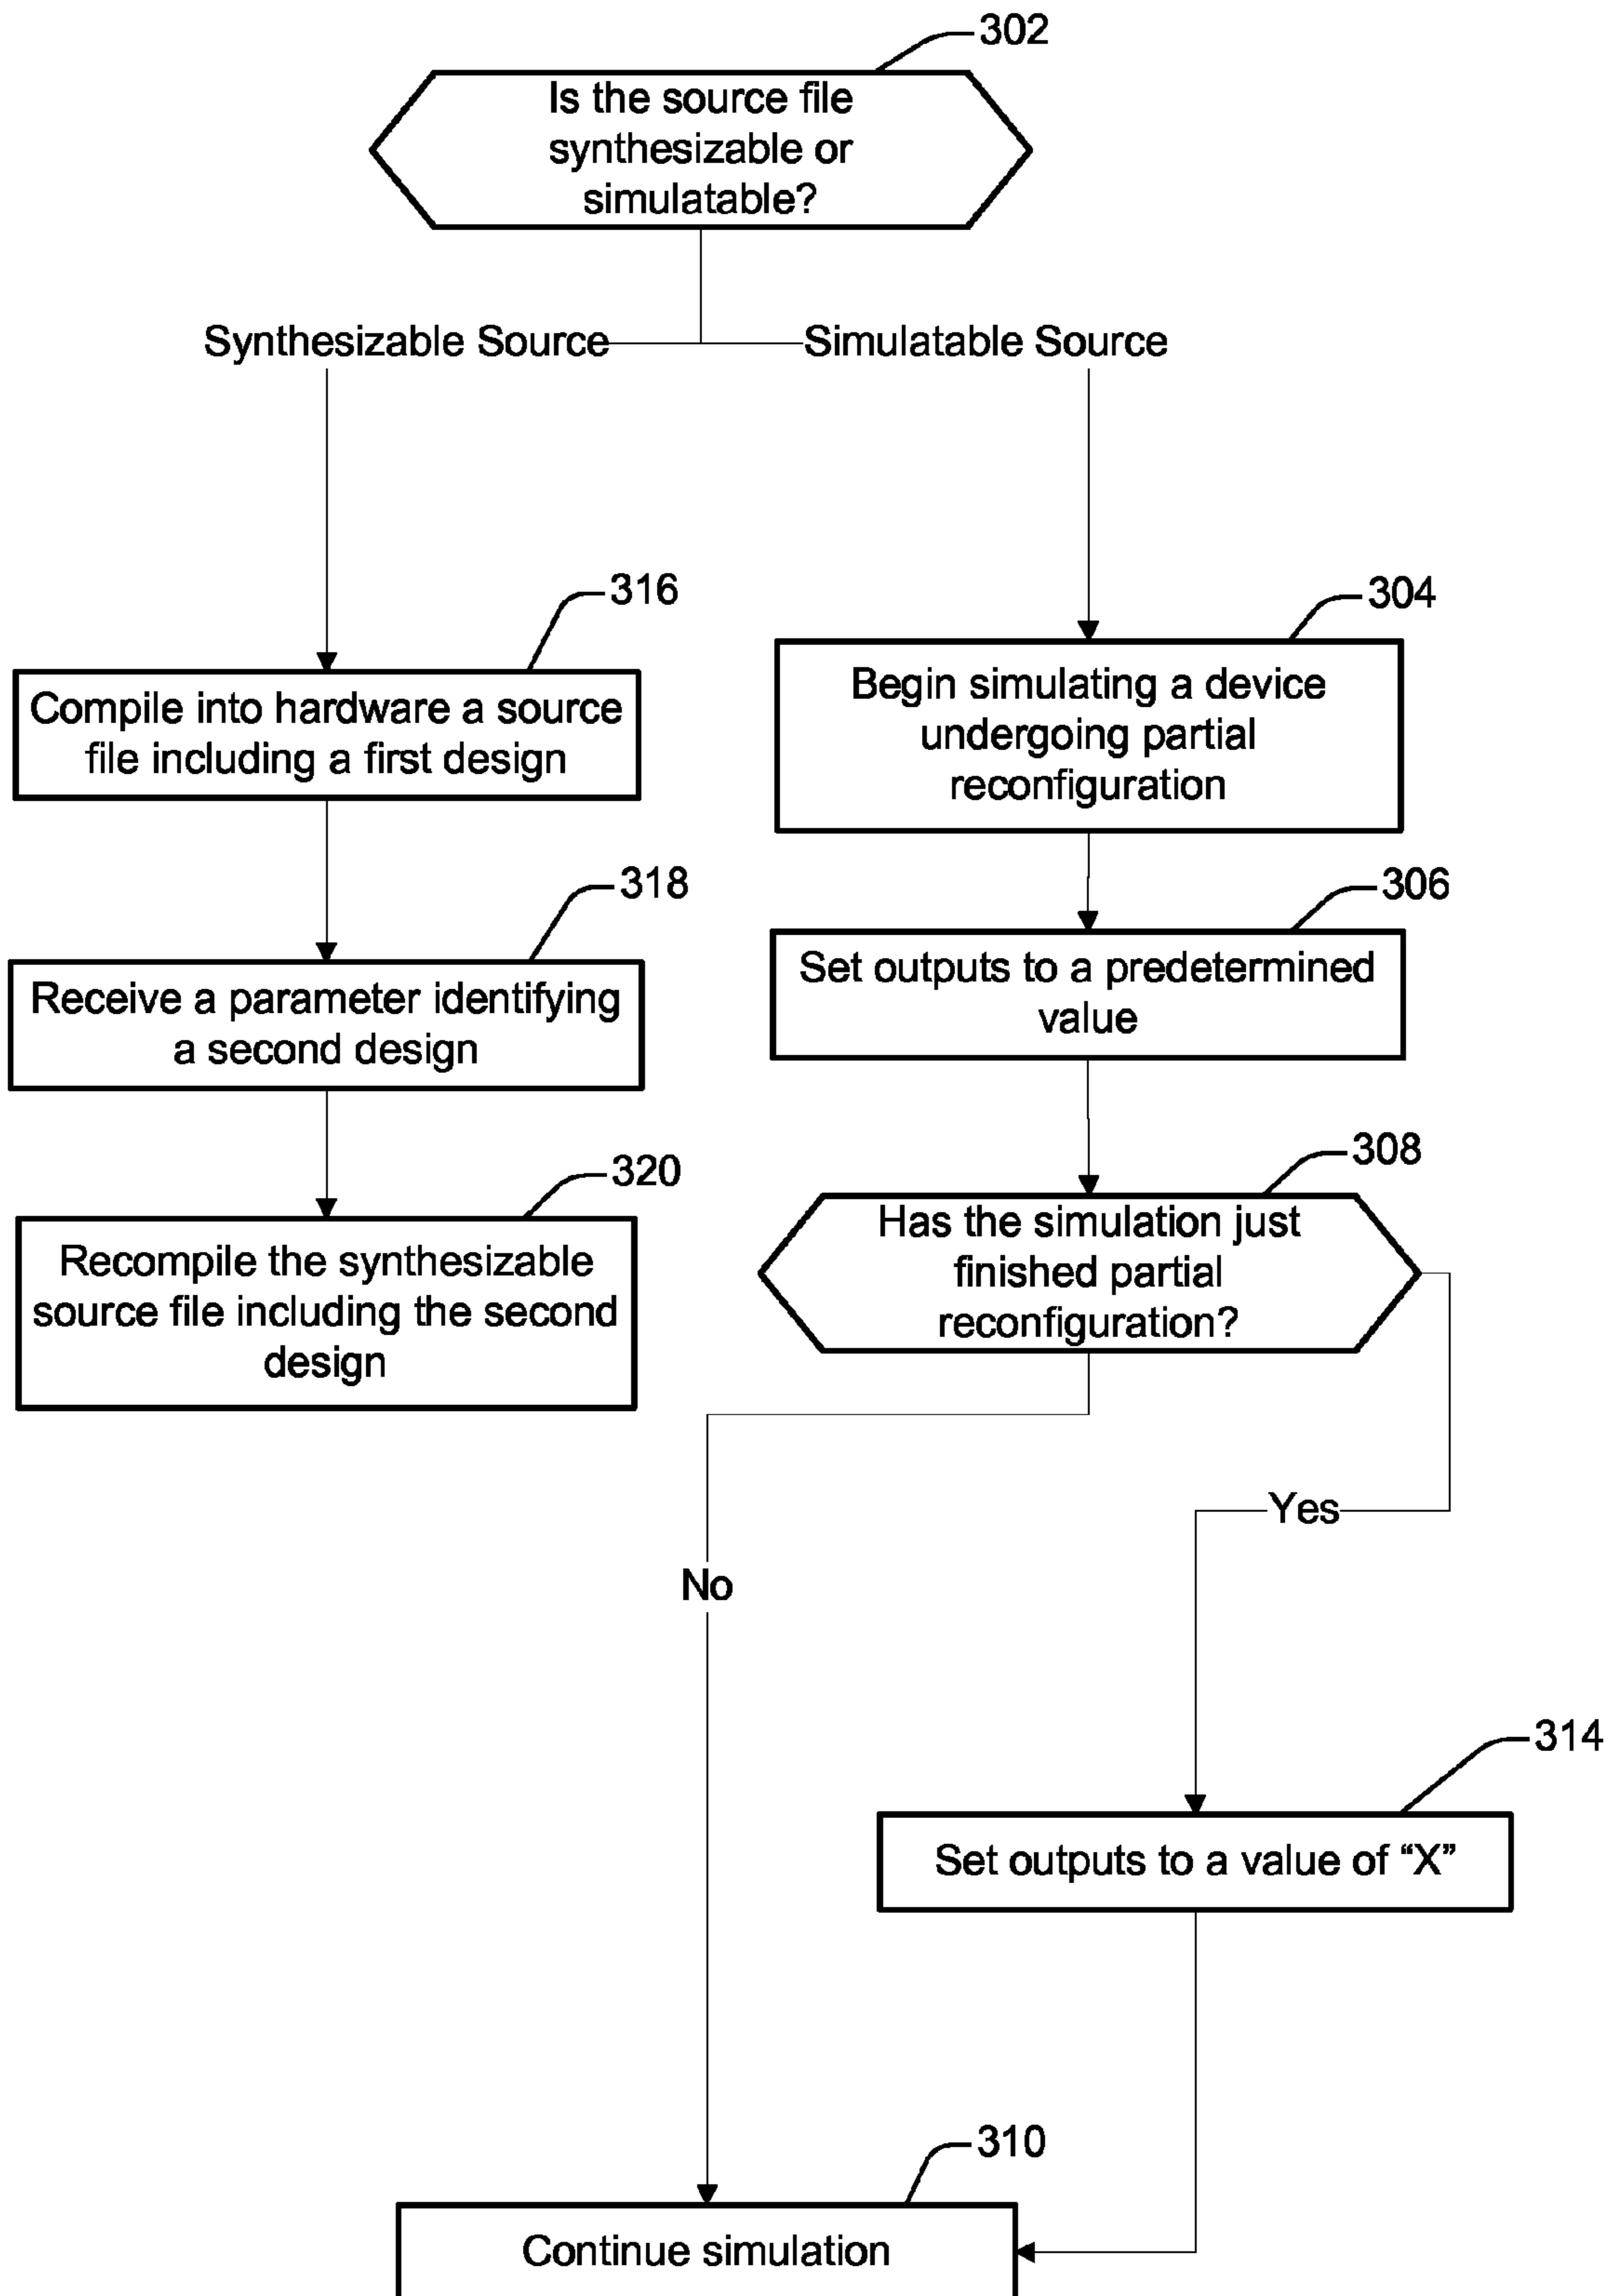 302
Is the source file
synthesizable or
simulatable?
Synthesizable Source
Simulatable Source
316
Compile into hardware a source
file including a first design
304
Begin simulating a device
undergoing partial
reconfiguration
318
Receive a parameter identifying
a second design
306
Set outputs to a predetermined
value
320
Recompile the synthesizable
source file including the second
design
308
Has the simulation just
finished partial
reconfiguration?
Yes
No
314
Set outputs to a value of “X”
310
Continue simulation